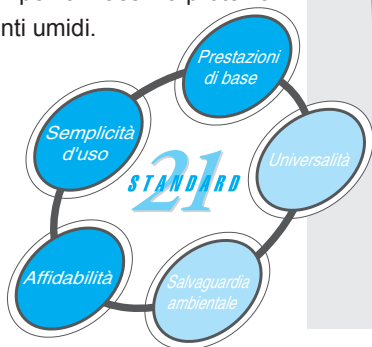 nti umidi.
Prestazioni
di base
Semplicità
d'uso
Universalità
21
STANDARD
Affidabilità
Salvaguardia
ambientale